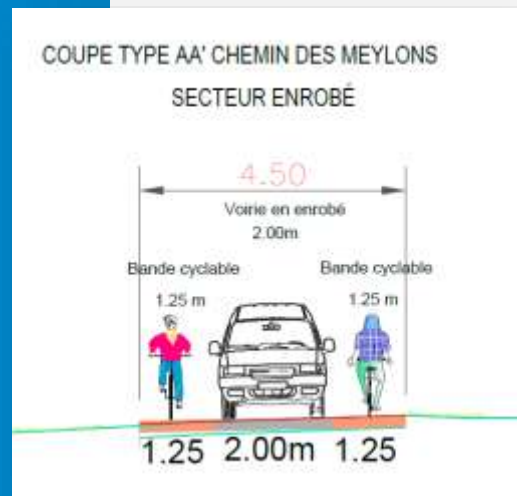 COUPE TYPE AA' CHEMIN DES MEYLONS
SECTEUR ENROBÉ
4.50
Voirie en enrobé
2.00m
Bande cyclable Bande cyclable
1.25 m 1.25 m
1.25 2.00m 1.25